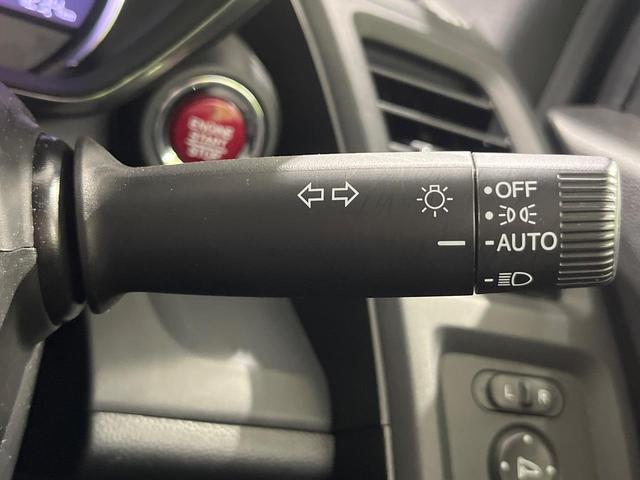 ENGINE
START
STOP
OFF
AUTO
L R